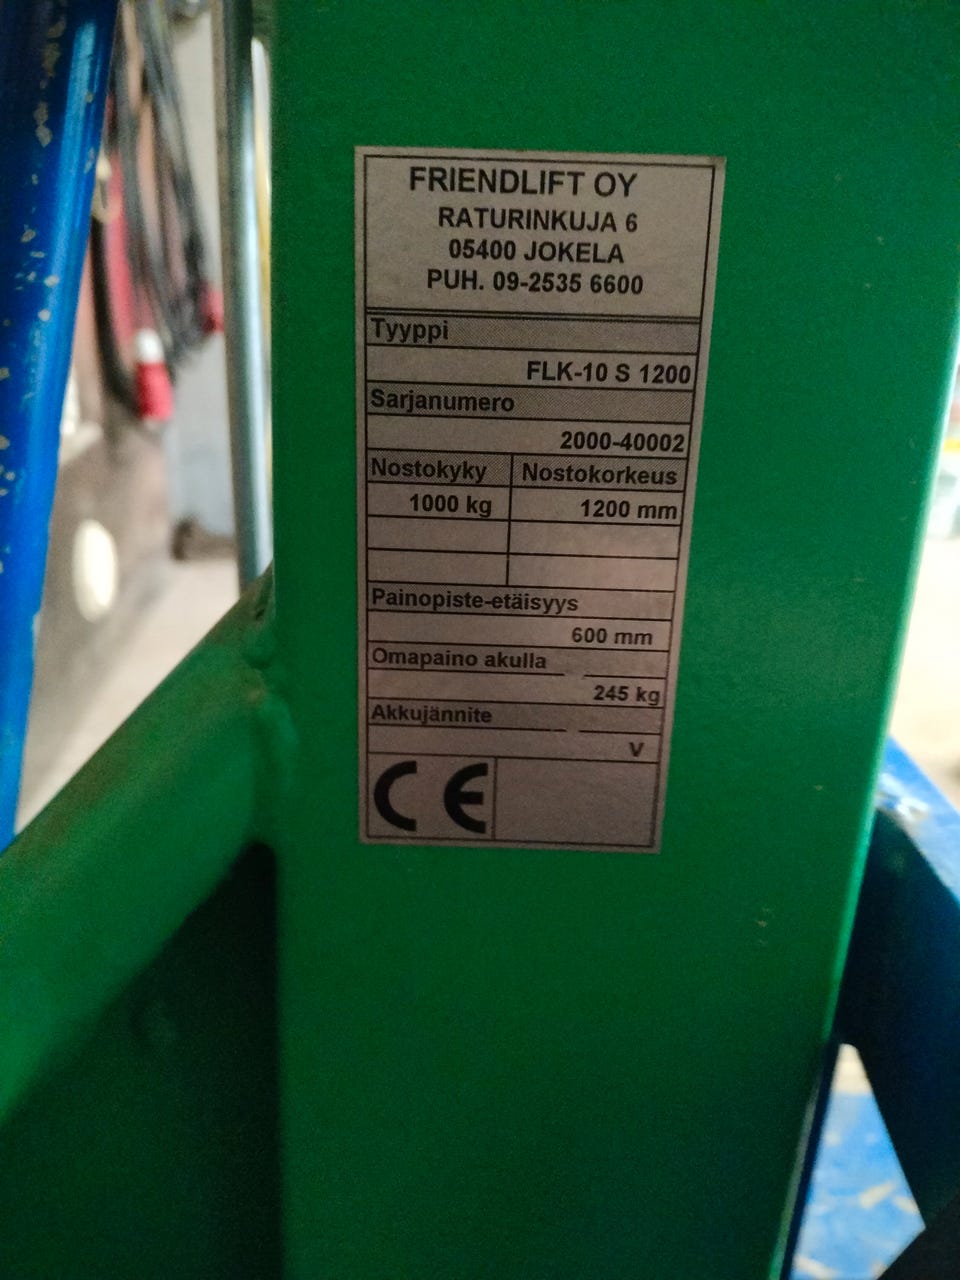 FRIENDLIFT OY
RATURINKUJA 6
05400 JOKELA
PUH. 09-2535 6600
Tyyppi
FLK-10 S 1200
Sarjanumero
2000-40002
Nostokyky Nostokorkeus
1000 kg 1200 mm
Painopiste-etäisyys
600 mm
Omapaino akulla
245 kg
Akkujännite
V
CE